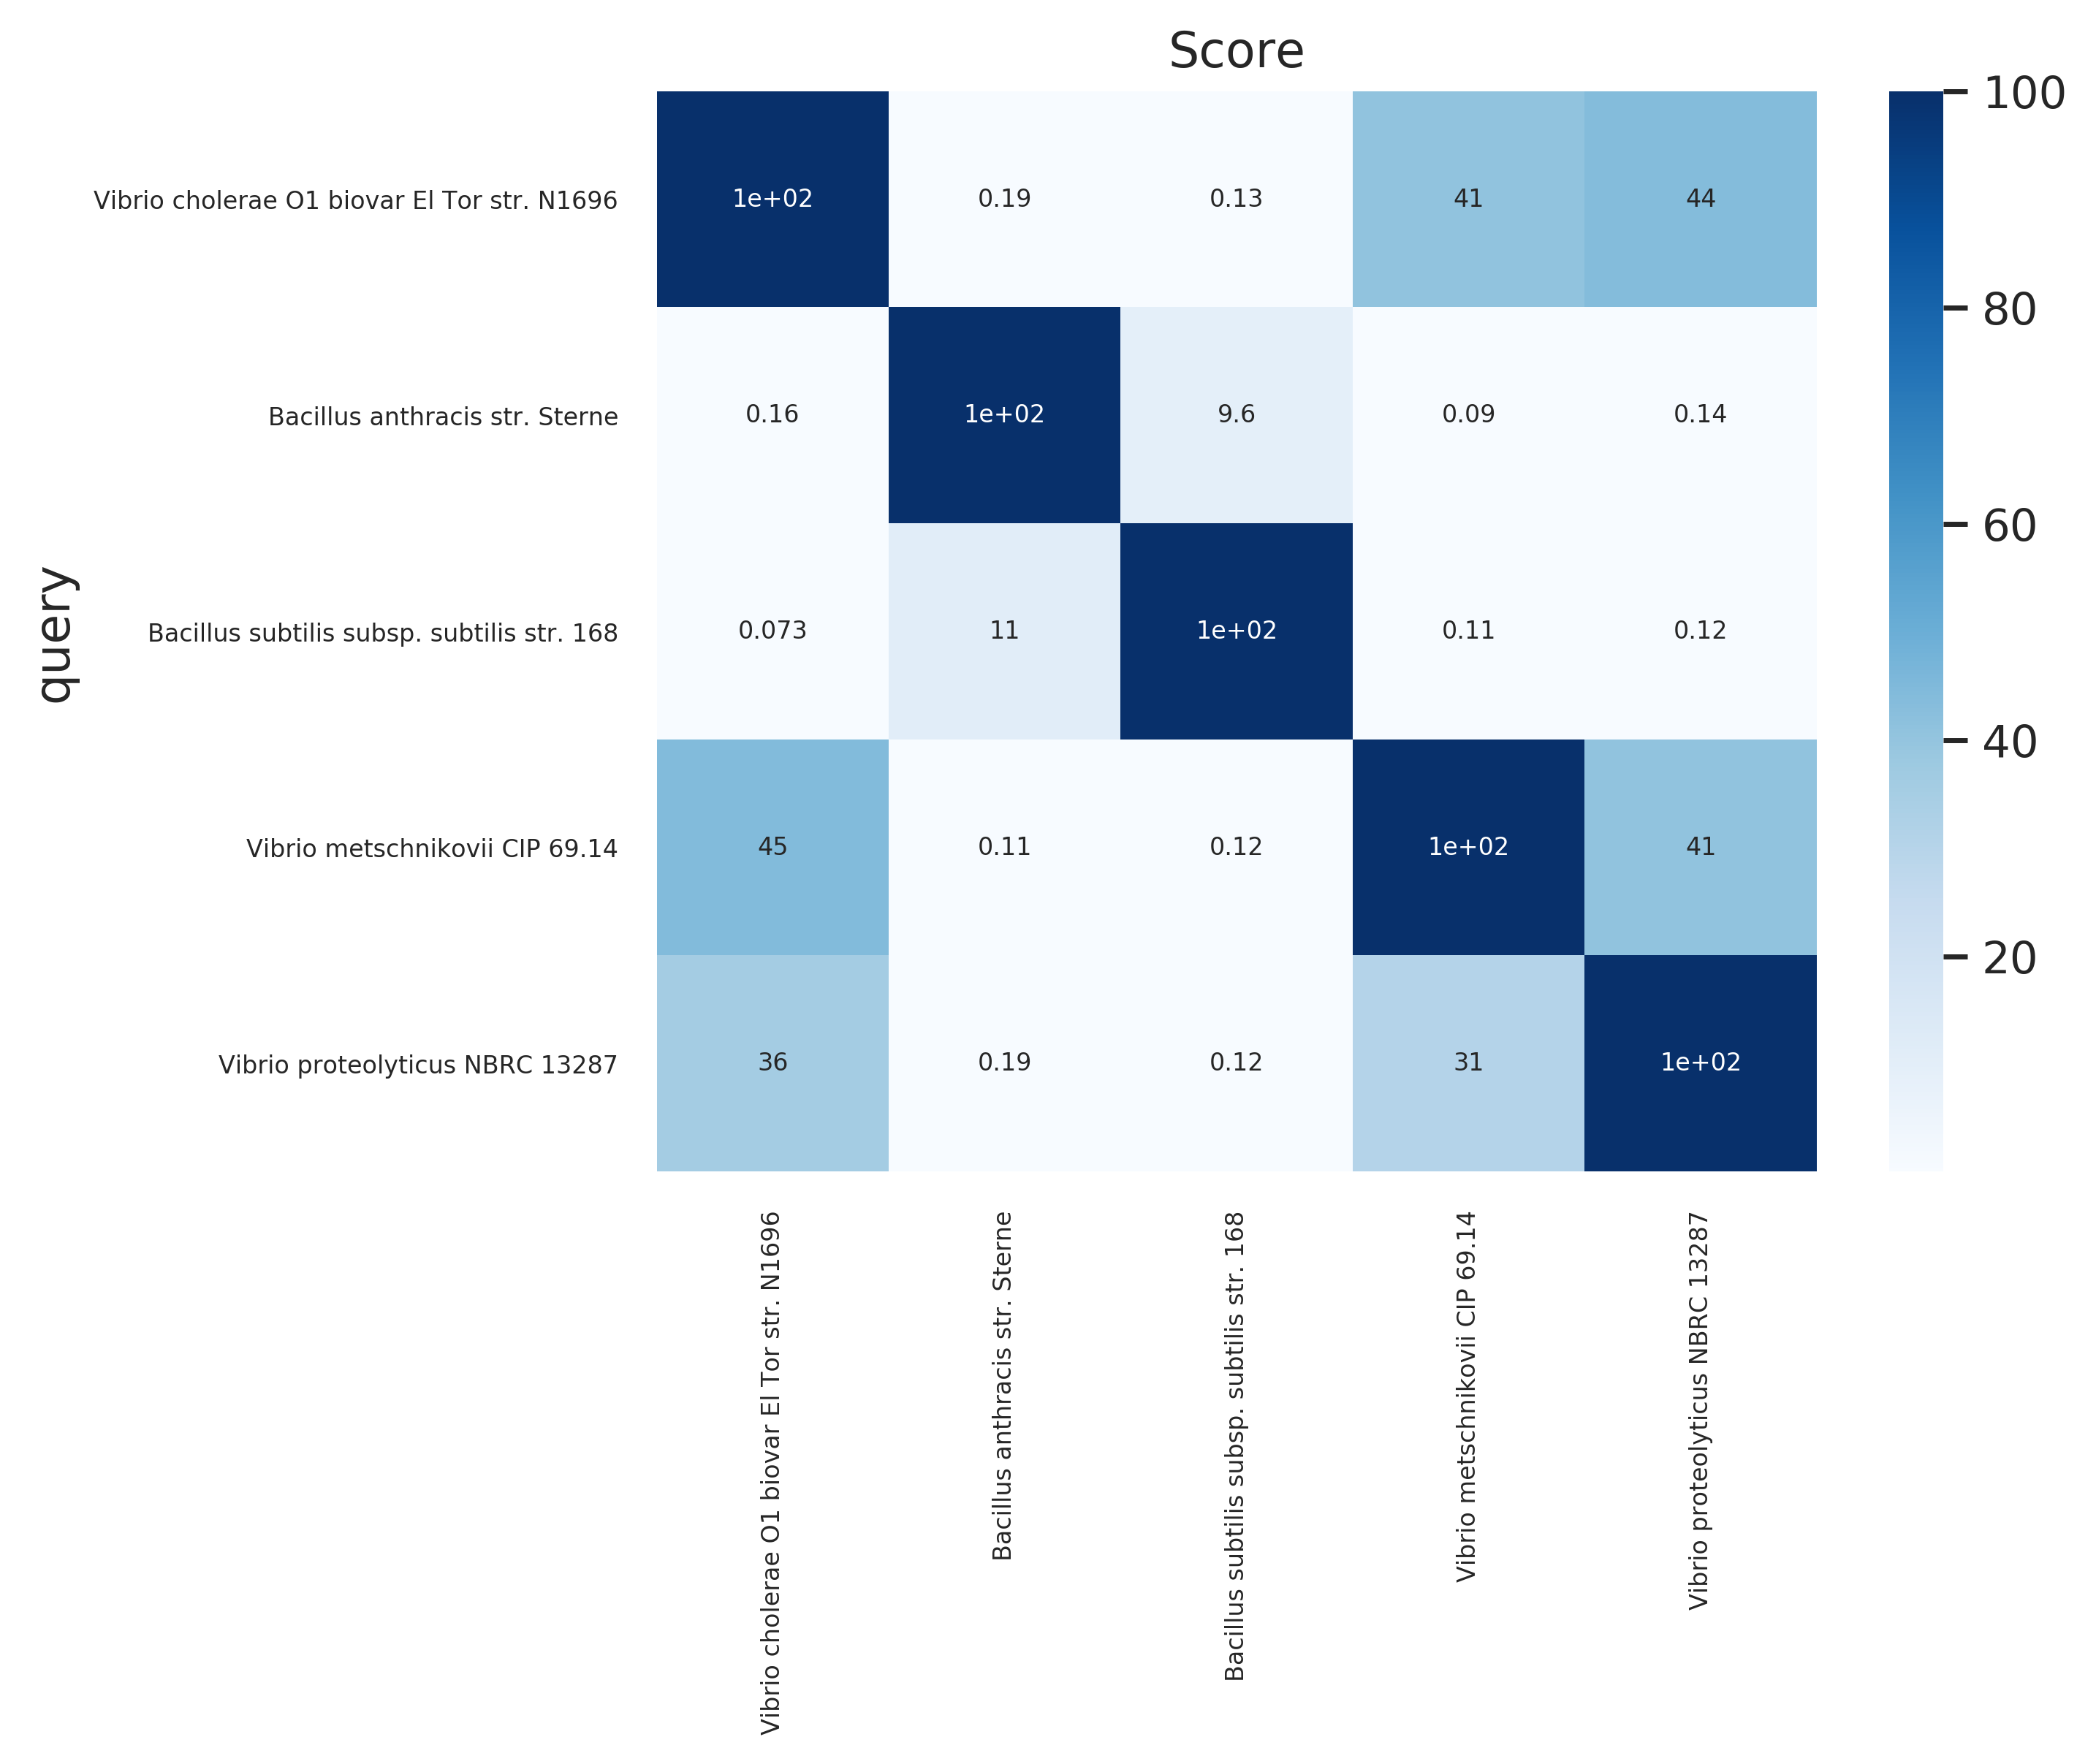 Score
Vibrio cholerae O1 biovar El Tor str. N1696
1e+02 0.19 0.13 41 44
Bacillus anthracis str. Sterne
0.16 1e+02 9.6 0.09 0.14
Bacillus subtilis subsp. subtilis str. 168
0.073 11 1e+02 0.11 0.12
Vibrio metschnikovii CIP 69.14
45 0.11 0.12 1e+02 41
Vibrio proteolyticus NBRC 13287
36 0.19 0.12 31 1e+02
query
Vibrio cholerae O1 biovar El Tor str. N1696
Bacillus anthracis str. Sterne
Bacillus subtilis subsp. subtilis str. 168
Vibrio metschnikovii CIP 69.14
Vibrio proteolyticus NBRC 13287
100
80
60
40
20